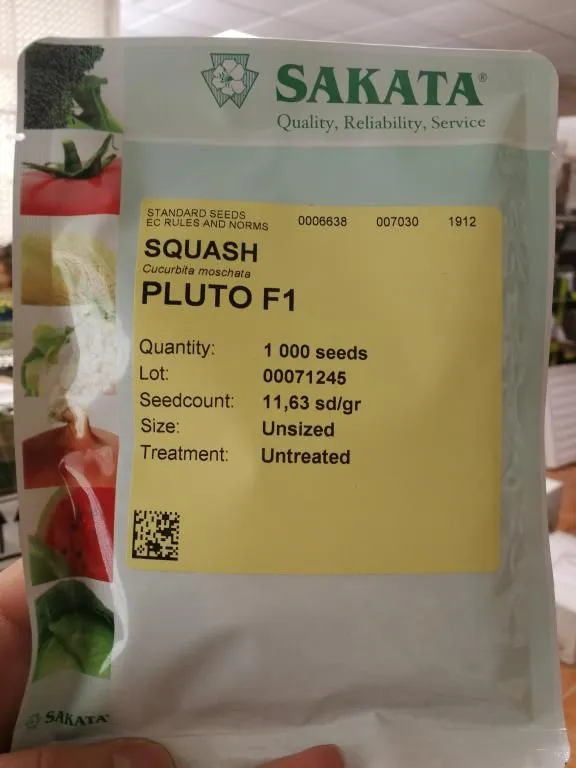 SAKATA®
Quality, Reliability, Service
STANDARD SEEDS
EC RULES AND NORMS 0006638 007030 1912
SQUASH
Cucurbita moschata
PLUTO F1
Quantity: 1 000 seeds
Lot: 00071245
Seedcount: 11,63 sd/gr
Size: Unsized
Treatment: Untreated
SAKATA